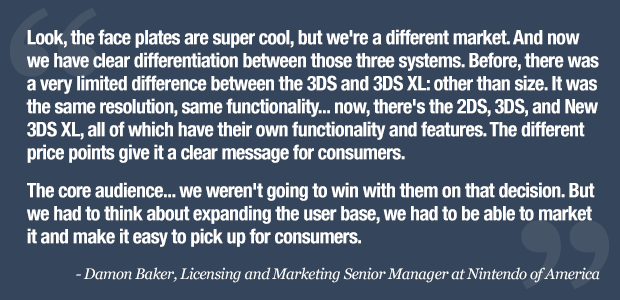 Look, the face plates are super cool, but we're a different market. And now
we have clear differentiation between those three systems. Before, there was
a very limited difference between the 3DS and 3DS XL: other than size. It was
the same resolution, same functionality... now, there's the 2DS, 3DS, and New
3DS XL, all of which have their own functionality and features. The different
price points give it a clear message for consumers.
The core audience... we weren't going to win with them on that decision. But
we had to think about expanding the user base, we had to be able to market
it and make it easy to pick up for consumers.
- Damon Baker, Licensing and Marketing Senior Manager at Nintendo of America